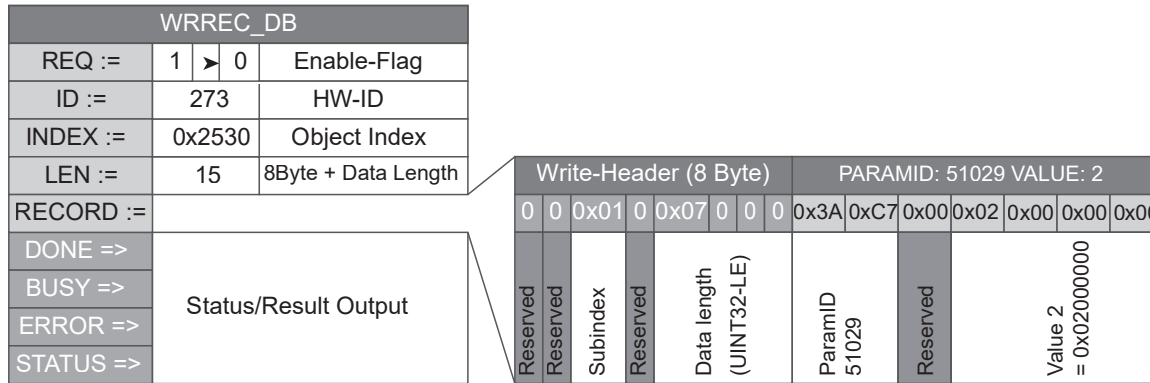 WRREC_DB
REQ := 1 ➤ 0 Enable-Flag
ID := 273 HW-ID
INDEX := 0x2530 Object Index
LEN := 15 8Byte + Data Length
RECORD :=
DONE =>
BUSY =>
ERROR =>
STATUS =>
Status/Result Output
Write-Header (8 Byte) PARAMID: 51029 VALUE: 2
0 0 0x01 0 0x07 0 0 0 0x3A 0xC7 0x00 0x02 0x00 0x00 0x00
Reserved
Reserved
Subindex
Reserved
Data length
(UINT32-LE)
ParamID
51029
Reserved
Value 2
= 0x02000000